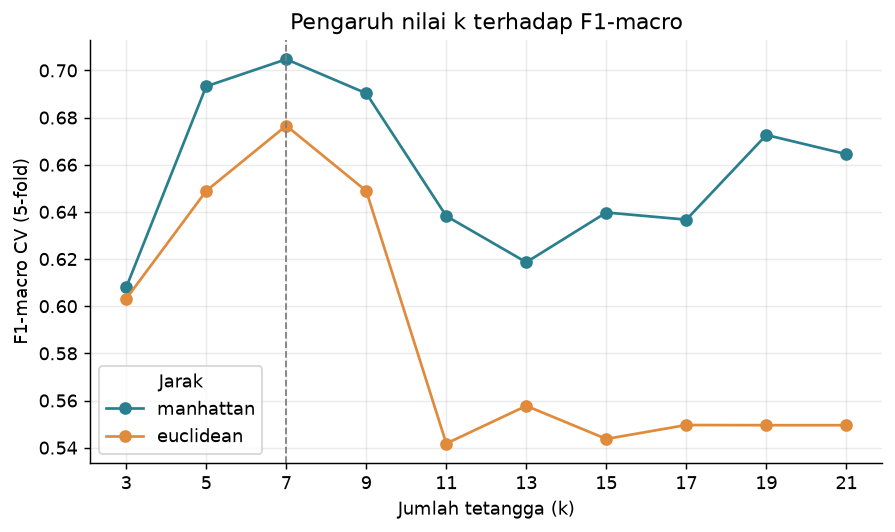 Pengaruh nilai k terhadap F1-macro
F1-macro CV (5-fold)
0.70
0.68
0.66
0.64
0.62
0.60
0.58
0.56
0.54
Jarak
manhattan
euclidean
3 5 7 9 11 13 15 17 19 21
Jumlah tetangga (k)